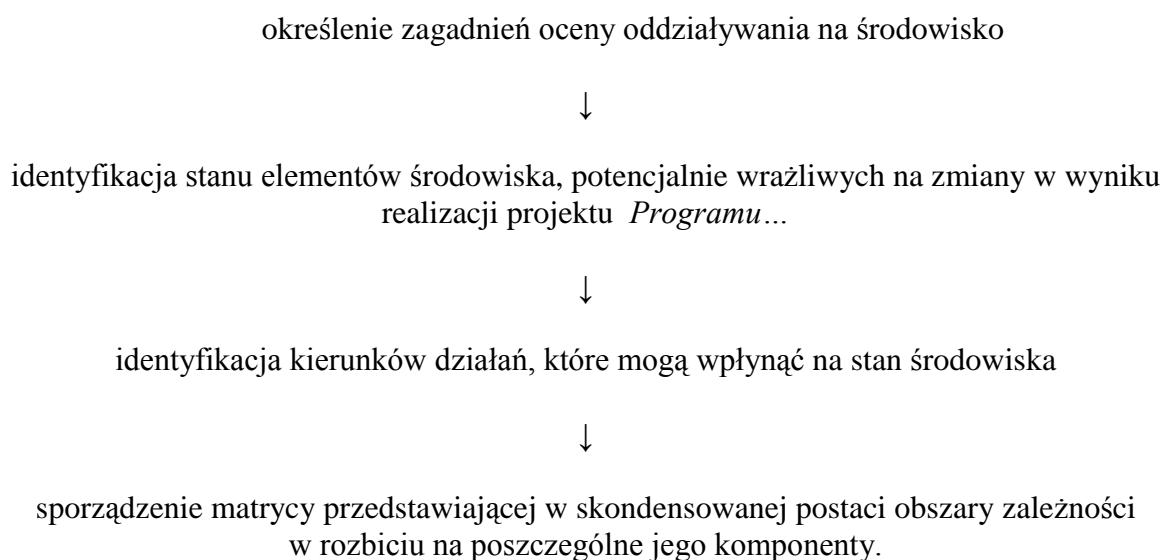 określenie zagadnień oceny oddziaływania na środowisko
↓
identyfikacja stanu elementów środowiska, potencjalnie wrażliwych na zmiany w wyniku
realizacji projektu Programu…
↓
identyfikacja kierunków działań, które mogą wpłynąć na stan środowiska
↓
sporządzenie matrycy przedstawiającej w skondensowanej postaci obszary zależności
w rozbiciu na poszczególne jego komponenty.